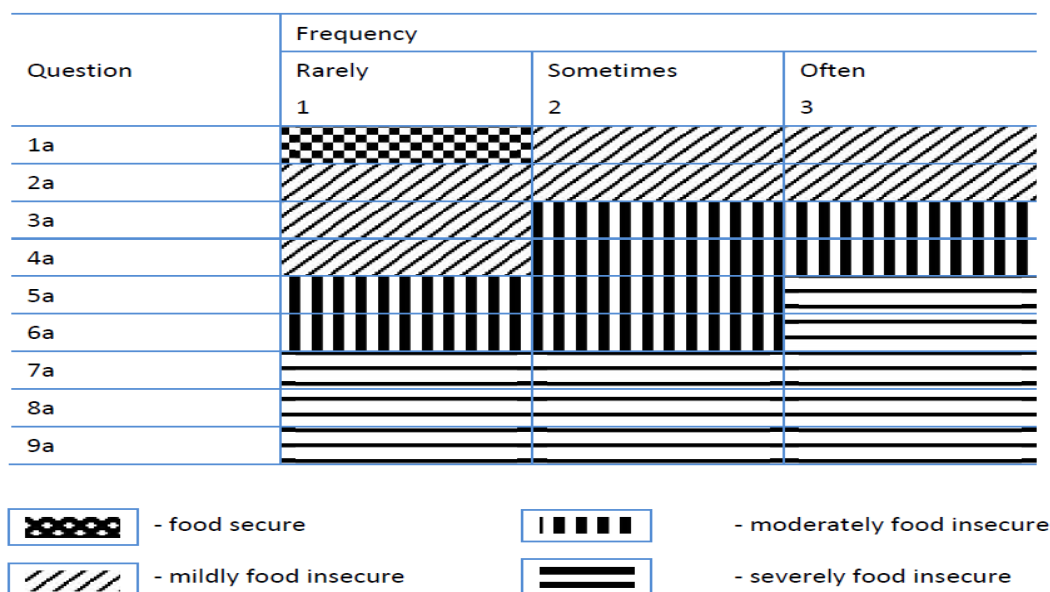 Frequency
Question Rarely Sometimes Often
1 2 3
1a
2a
3a
4a
5a
6a
7a
8a
9a
- food secure - moderately food insecure
- mildly food insecure - severely food insecure